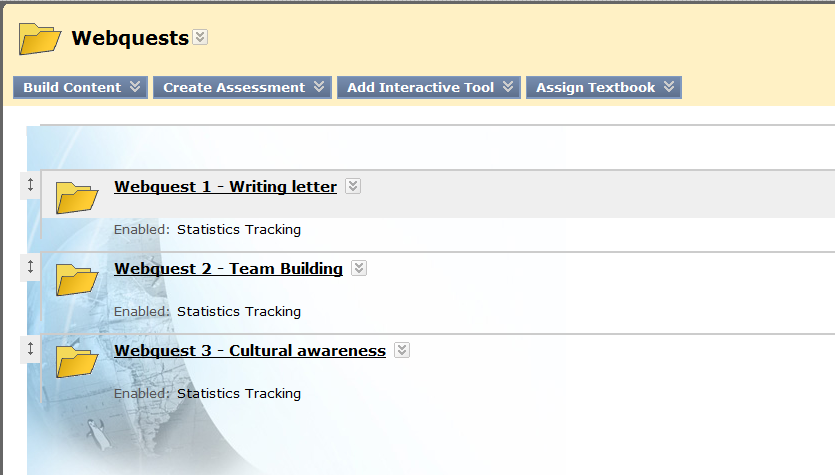 Webquests
Build Content Create Assessment Add Interactive Tool Assign Textbook
Webquest 1 - Writing letter
Enabled: Statistics Tracking
Webquest 2 - Team Building
Enabled: Statistics Tracking
Webquest 3 - Cultural awareness
Enabled: Statistics Tracking